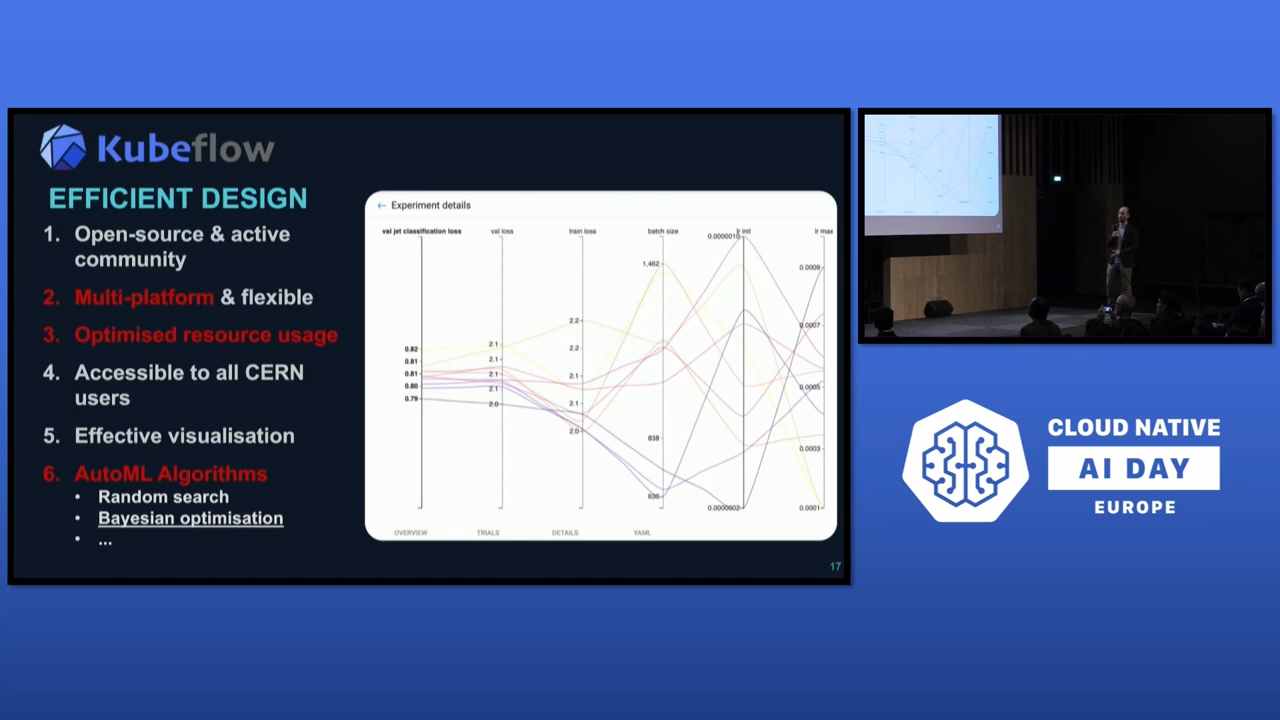 Kubeflow
EFFICIENT DESIGN
1. Open-source & active
community
2. Multi-platform & flexible
3. Optimised resource usage
4. Accessible to all CERN
users
5. Effective visualisation
6. AutoML Algorithms
• Random search
• Bayesian optimisation
• ...
← Experiment details
val jet classification loss val loss train loss batch size lr init lr max
0.82
0.81
0.81
0.80
0.79
2.1
2.1
2.1
2.1
2.0
2.2
2.2
2.1
2.1
2.0
1,462
838
630
0.0000010
0.0000002
0.0009
0.0007
0.0005
0.0003
0.0001
OVERVIEW TRIALS DETAILS YAML
17
CLOUD NATIVE
AI DAY
EUROPE